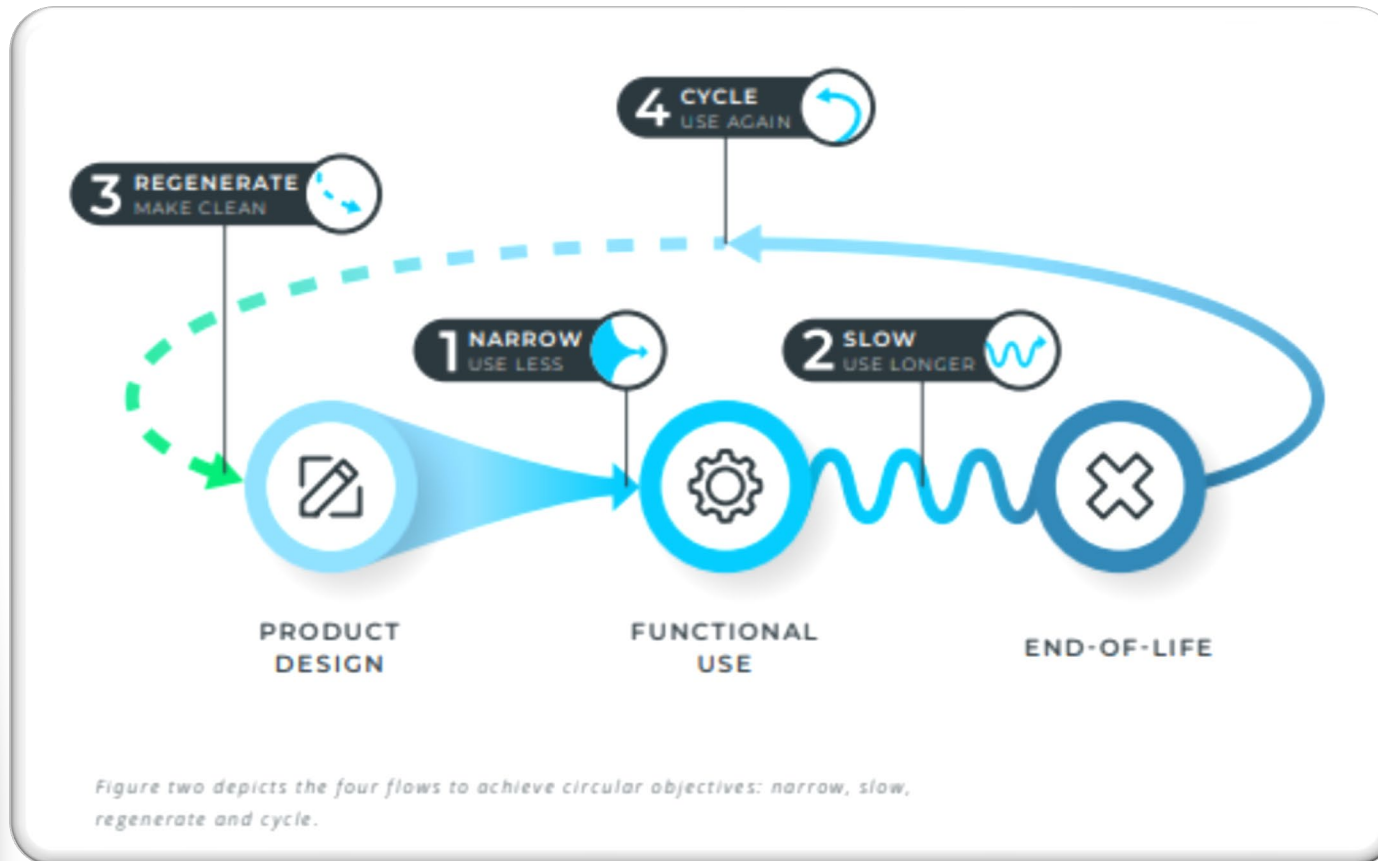 4 CYCLE
USE AGAIN
3 REGENERATE
MAKE CLEAN
1 NARROW
USE LESS
2 SLOW
USE LONGER
PRODUCT
DESIGN
FUNCTIONAL
USE
END-OF-LIFE
Figure two depicts the four flows to achieve circular objectives: narrow, slow,
regenerate and cycle.